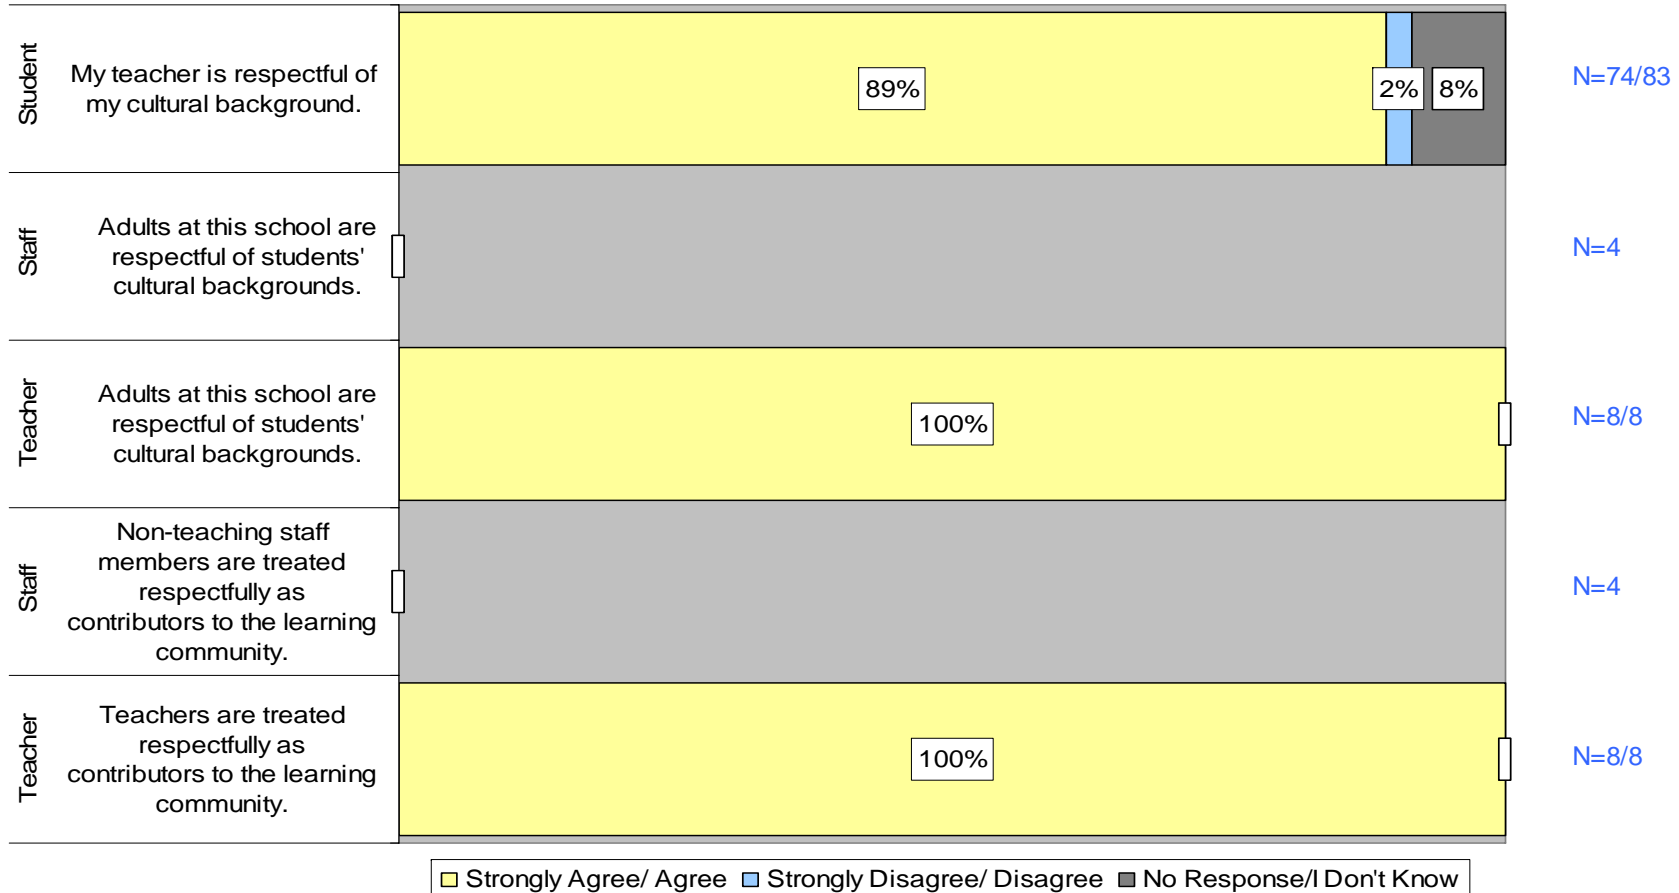 Student
My teacher is respectful of
my cultural background.
89%
2%
8%
N=74/83
Staff
Adults at this school are
respectful of students'
cultural backgrounds.
N=4
Teacher
Adults at this school are
respectful of students'
cultural backgrounds.
100%
N=8/8
Staff
Non-teaching staff
members are treated
respectfully as
contributors to the learning
community.
N=4
Teacher
Teachers are treated
respectfully as
contributors to the learning
community.
100%
N=8/8
Strongly Agree/ Agree Strongly Disagree/ Disagree No Response/I Don't Know